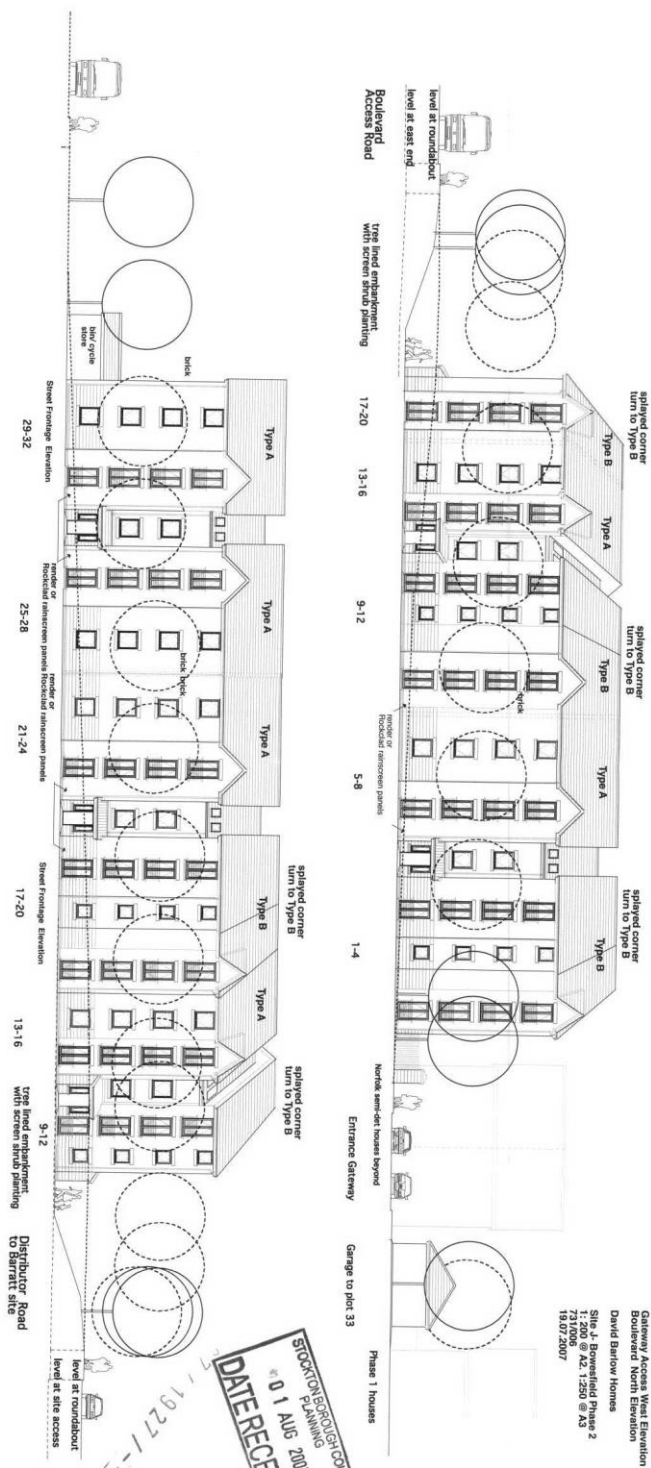 Gateway Access West Elevation
Boulevard North Elevation
David Barlow Homes
Site J- Bowesfield Phase 2
1: 200 @ A2, 1:250 @ A3
731/006
19.07.2007
splayed corner
turn to Type B
splayed corner
turn to Type B
splayed corner
turn to Type B
Type B
Type A
Type B
Type A
Type B
tree lined embankment
with screen shrub planting
brick
level at roundabout
level at east end
render or
Rockclad rainscreen panels
Boulevard
Access Road
17-20
13-16
9-12
5-8
1-4
Norfolk semi-det houses beyond
Entrance Gateway
Garage to plot 33
Phase 1 houses
splayed corner
turn to Type B
splayed corner
turn to Type B
Type A
Type A
Type A
Type B
Type A
brick
brick
brick
bin/ cycle
store
Street Frontage Elevation
render or
Rockclad rainscreen panels
render or
Rockclad rainscreen panels
Street Frontage Elevation
29-32
25-28
21-24
17-20
13-16
9-12
tree lined embankment
with screen shrub planting
Distributor Road
to Barratt site
level at roundabout
level at site access
STOCKTON BOROUGH CO
PLANNING
01 AUG 200
DATE RECE
/ 1927 /